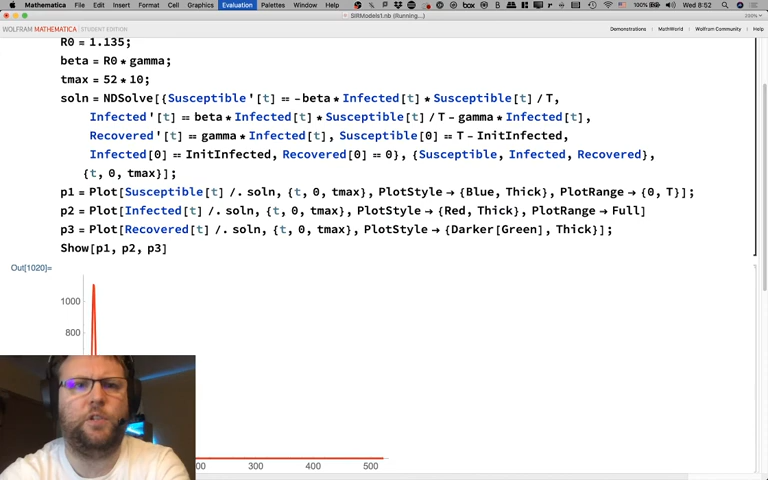 Mathematica File Edit Insert Format Cell Graphics Evaluation Palettes Window Help 100% Wed 8:52
SIRModels1.nb (Running...)
200%
WOLFRAM MATHEMATICA STUDENT EDITION Demonstrations MathWorld Wolfram Community Help
R0 = 1.135;
beta = R0 * gamma;
tmax = 52 * 10;
soln = NDSolve[{Susceptible '[t] == -beta * Infected[t] * Susceptible[t] / T,
Infected '[t] == beta * Infected[t] * Susceptible[t] / T - gamma * Infected[t],
Recovered '[t] == gamma * Infected[t], Susceptible[0] == T - InitInfected,
Infected[0] == InitInfected, Recovered[0] == 0}, {Susceptible, Infected, Recovered},
{t, 0, tmax}];
p1 = Plot[Susceptible[t] /. soln, {t, 0, tmax}, PlotStyle → {Blue, Thick}, PlotRange → {0, T}];
p2 = Plot[Infected[t] /. soln, {t, 0, tmax}, PlotStyle → {Red, Thick}, PlotRange → Full]
p3 = Plot[Recovered[t] /. soln, {t, 0, tmax}, PlotStyle → {Darker[Green], Thick}];
Show[p1, p2, p3]
Out[1020]=
1000
800
00 300 400 500